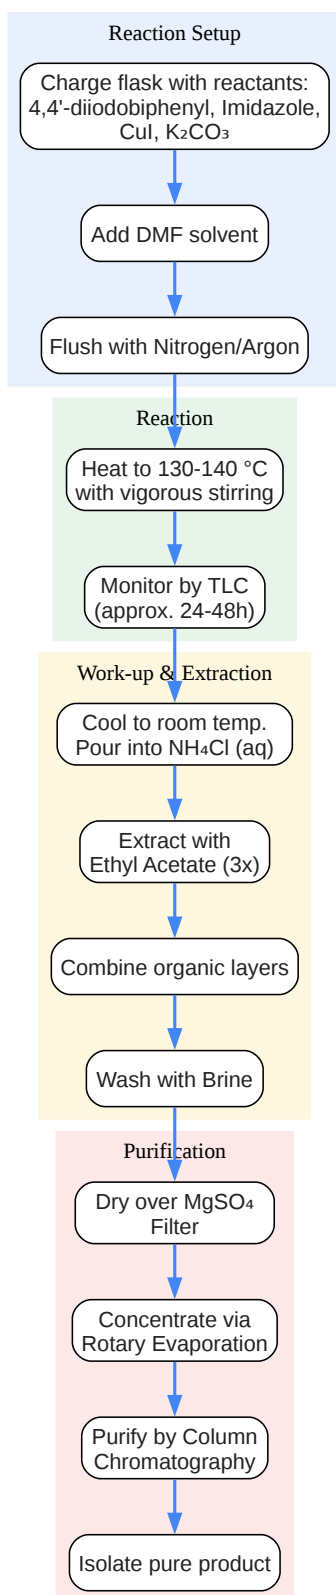 Reaction Setup
Charge flask with reactants:
4,4'-diiodobiphenyl, Imidazole,
CuI, K₂CO₃
Add DMF solvent
Flush with Nitrogen/Argon
Reaction
Heat to 130-140 °C
with vigorous stirring
Monitor by TLC
(approx. 24-48h)
Work-up & Extraction
Cool to room temp.
Pour into NH₄Cl (aq)
Extract with
Ethyl Acetate (3x)
Combine organic layers
Wash with Brine
Purification
Dry over MgSO₄
Filter
Concentrate via
Rotary Evaporation
Purify by Column
Chromatography
Isolate pure product